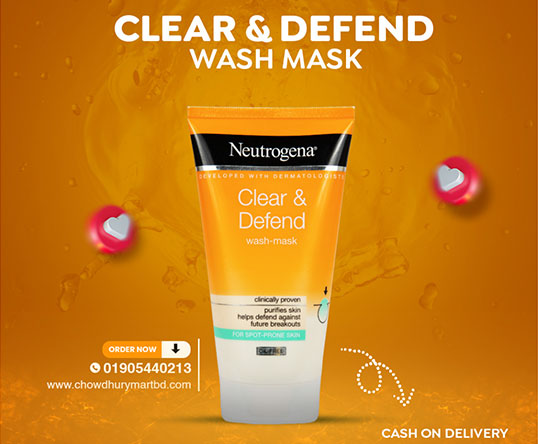 CLEAR & DEFEND
WASH MASK
Neutrogena®
DEVELOPED WITH DERMATOLOGISTS
Clear &
Defend
wash-mask
clinically proven
purifies skin
helps defend against
future breakouts
FOR SPOT-PRONE SKIN
OIL-FREE
ORDER NOW
01905440213
www.chowdhurymartbd.com
CASH ON DELIVERY